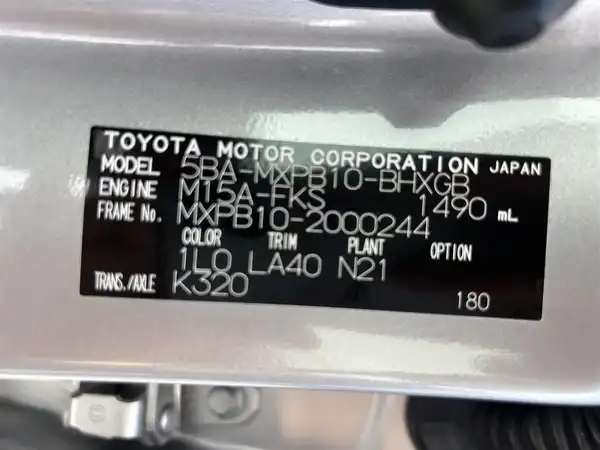 TOYOTA MOTOR CORPORATION JAPAN
MODEL 5BA-MXPB10-BHXGB
ENGINE M15A-FKS 1490 mL
FRAME No. MXPB10-2000244
COLOR TRIM PLANT OPTION
1L0 LA40 N21
TRANS./AXLE K320 180